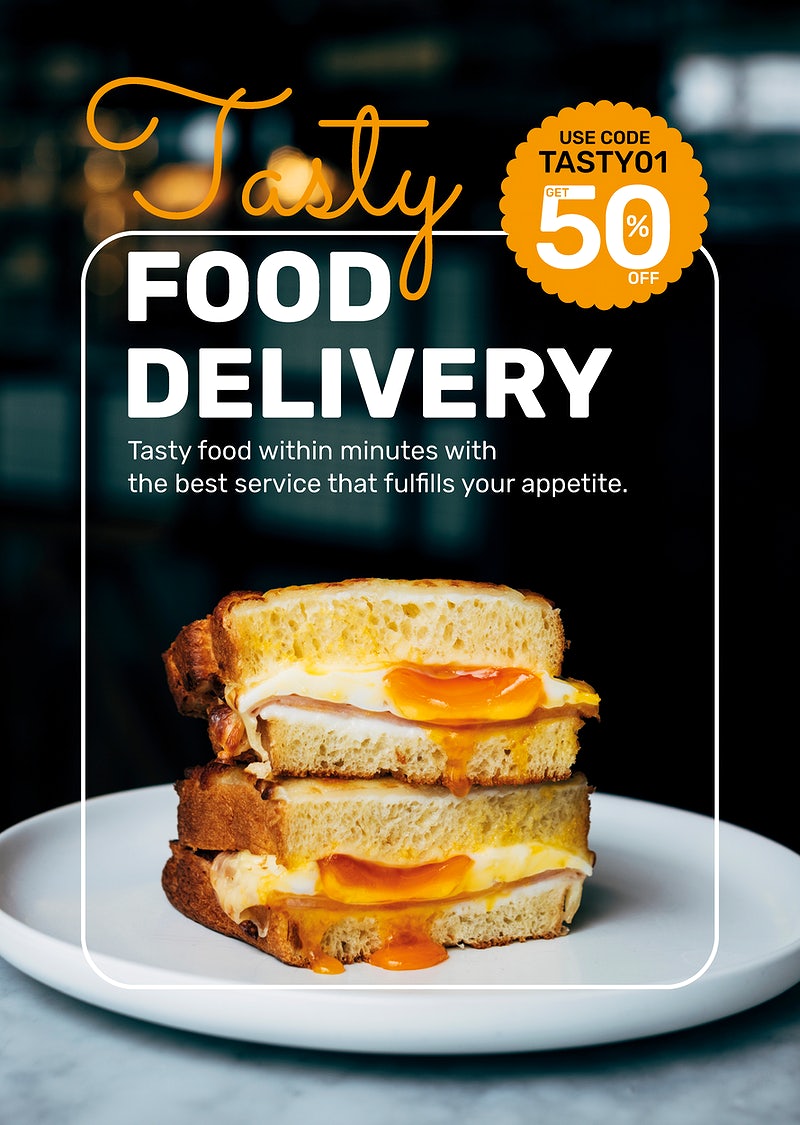 Tasty
FOOD
DELIVERY
Tasty food within minutes with
the best service that fulfills your appetite.
USE CODE
TASTY01
GET
50%
OFF